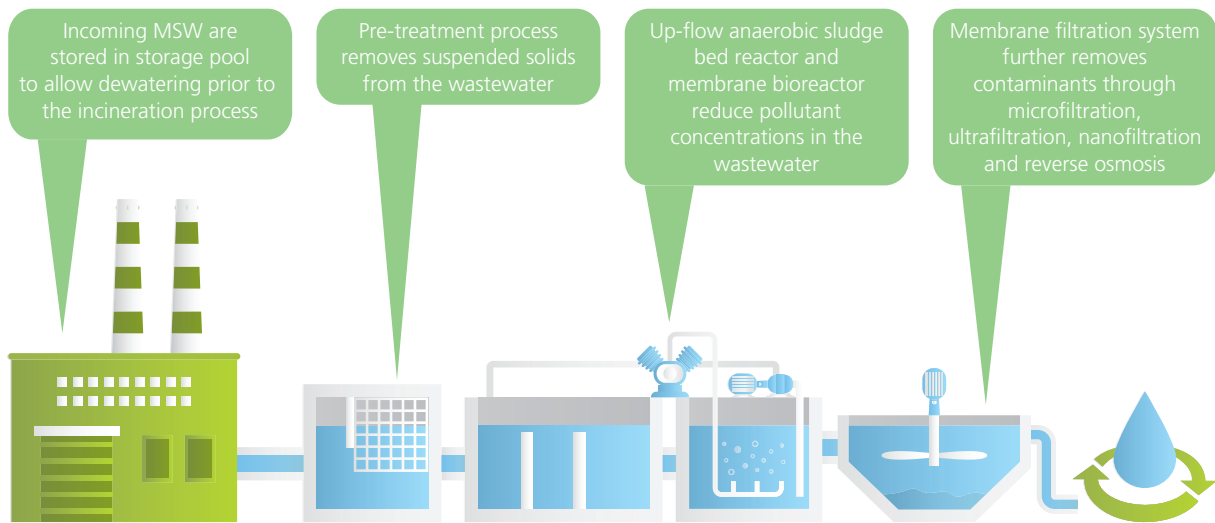 Incoming MSW are
stored in storage pool
to allow dewatering prior to
the incineration process
Pre-treatment process
removes suspended solids
from the wastewater
Up-flow anaerobic sludge
bed reactor and
membrane bioreactor
reduce pollutant
concentrations in the
wastewater
Membrane filtration system
further removes
contaminants through
microfiltration,
ultrafiltration, nanofiltration
and reverse osmosis